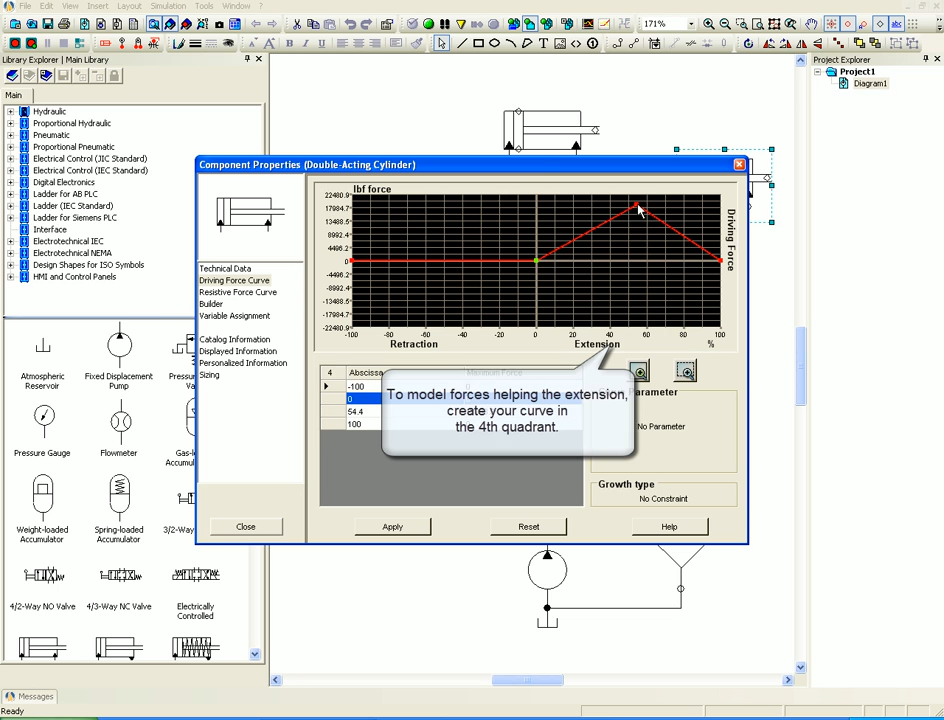 File Edit View Insert Layout Simulation Tools Window ?
171%
Library Explorer | Main Library
Project Explorer
Main
Project1
Diagram1
Hydraulic
Proportional Hydraulic
Pneumatic
Proportional Pneumatic
Electrical Control (JIC Standard)
Electrical Control (IEC Standard)
Digital Electronics
Ladder for AB PLC
Ladder (IEC Standard)
Ladder for Siemens PLC
Interface
Electrotechnical IEC
Electrotechnical NEMA
Design Shapes for ISO Symbols
HMI and Control Panels
Atmospheric
Reservoir
Fixed Displacement
Pump
Pressure Gauge
Flowmeter
Weight-loaded
Accumulator
Spring-loaded
Accumulator
4/2-Way NO Valve
4/3-Way NC Valve
Electrically
Controlled
Component Properties (Double-Acting Cylinder)
Technical Data
Driving Force Curve
Resistive Force Curve
Builder
Variable Assignment
Catalog Information
Displayed Information
Personalized Information
Sizing
Close
lbf force
22480.9
17984.7
13488.5
8992.4
4496.2
0
-4496.2
-8992.4
-13488.5
-17984.7
-22480.9
-100 -80 -60 -40 -20 0 20 40 60 80 100
Retraction Extension %
Driving Force
4 Abscissa Maximum Force
-100 0
0
54.4
100
To model forces helping the extension,
create your curve in
the 4th quadrant.
Parameter
No Parameter
Growth type
No Constraint
Apply Reset Help
Messages
Ready